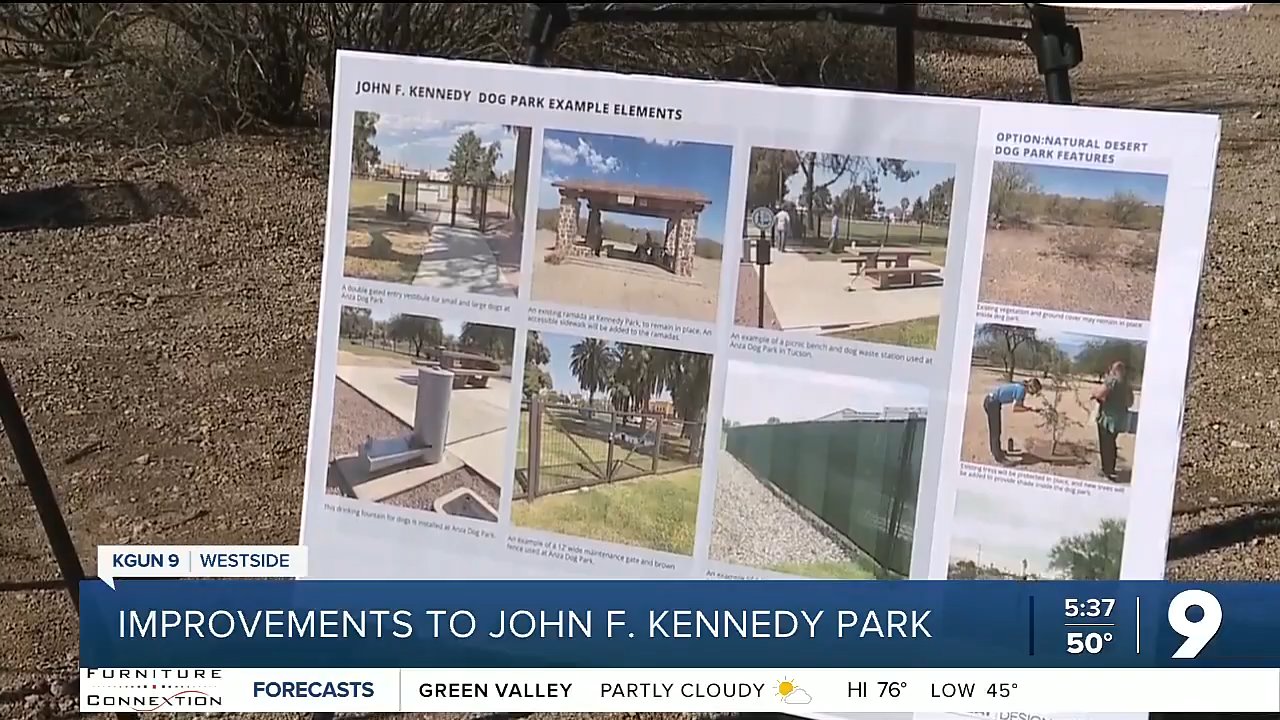 JOHN F. KENNEDY DOG PARK EXAMPLE ELEMENTS
OPTION:NATURAL DESERT
DOG PARK FEATURES
A double gated entry vestibule for small and large dogs at
Anza Dog Park.
An existing ramada at Kennedy Park, to remain in place. An
accessible sidewalk will be added to the ramadas.
An example of a picnic bench and dog waste station used at
Anza Dog Park in Tucson.
Existing vegetation and ground cover may remain in place
inside dog park.
This drinking fountain for dogs is installed at Anza Dog Park.
An example of a 12' wide maintenance gate and brown
fence used at Anza Dog Park.
An example of a
Existing trees will be protected in place, and new trees will
be added to provide shade inside the dog park.
KGUN 9 | WESTSIDE
IMPROVEMENTS TO JOHN F. KENNEDY PARK
5:37
50°
9
FURNITURE
CONNEXTION
FORECASTS
GREEN VALLEY PARTLY CLOUDY HI 76° LOW 45°